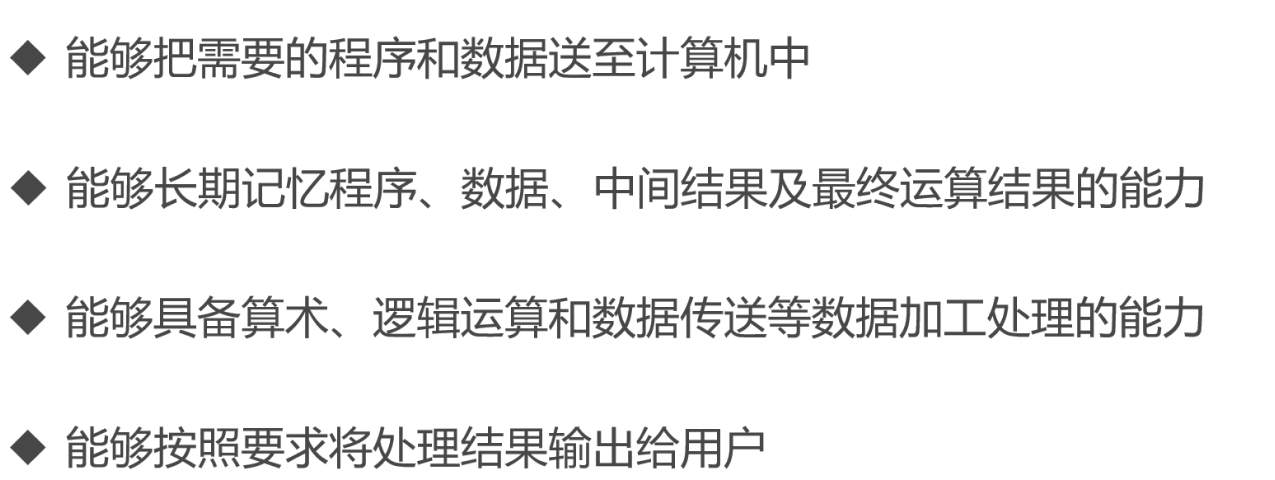 ◆ 能够把需要的程序和数据送至计算机中
◆ 能够长期记忆程序、数据、中间结果及最终运算结果的能力
◆ 能够具备算术、逻辑运算和数据传送等数据加工处理的能力
◆ 能够按照要求将处理结果输出给用户